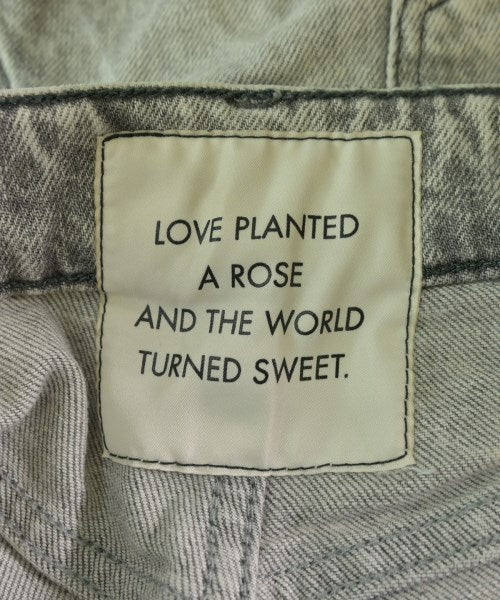 LOVE PLANTED
A ROSE
AND THE WORLD
TURNED SWEET.